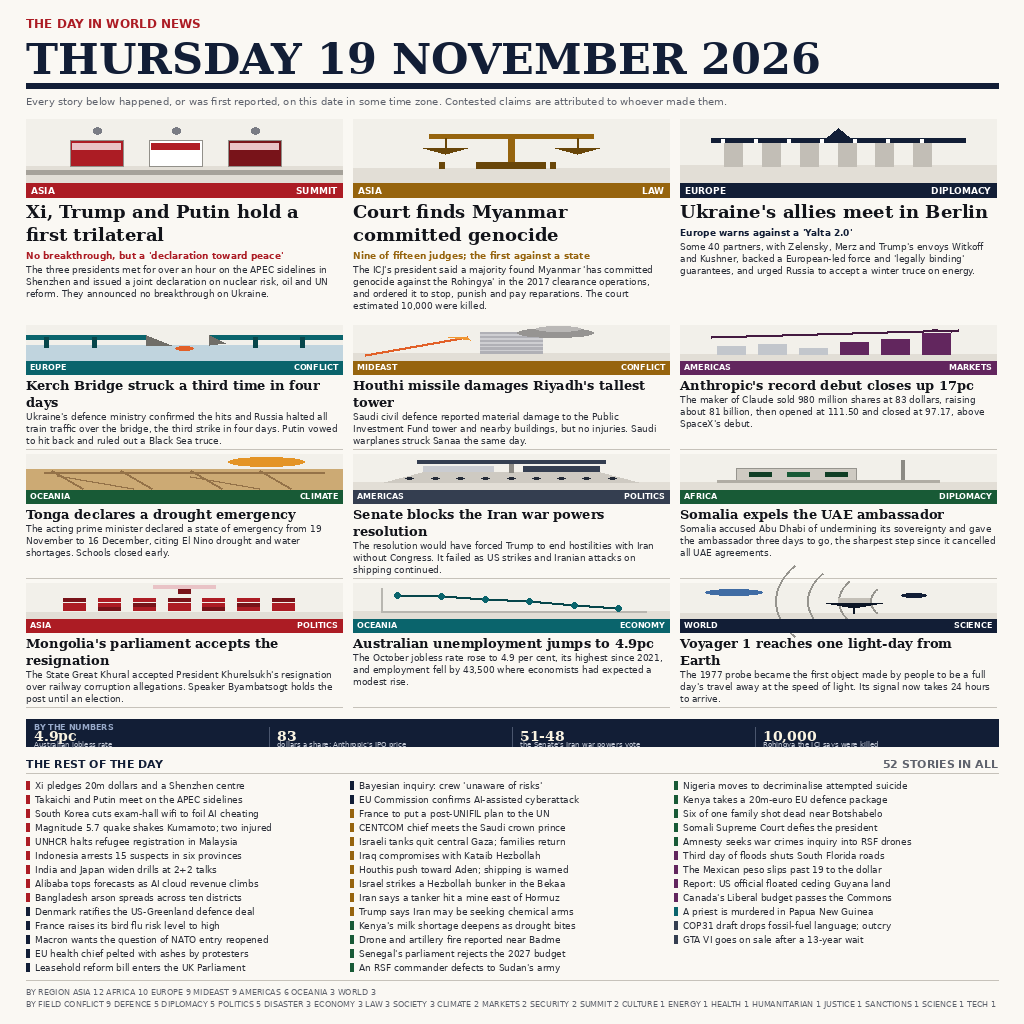 THE DAY IN WORLD NEWS
THURSDAY 19 NOVEMBER 2026
Every story below happened, or was first reported, on this date in some time zone. Contested claims are attributed to whoever made them.
ASIA SUMMIT
Xi, Trump and Putin hold a
first trilateral
No breakthrough, but a 'declaration toward peace'
The three presidents met for over an hour on the APEC sidelines in
Shenzhen and issued a joint declaration on nuclear risk, oil and UN
reform. They announced no breakthrough on Ukraine.
ASIA LAW
Court finds Myanmar
committed genocide
Nine of fifteen judges; the first against a state
The ICJ's president said a majority found Myanmar 'has committed
genocide against the Rohingya' in the 2017 clearance operations,
and ordered it to stop, punish and pay reparations. The court
estimated 10,000 were killed.
EUROPE DIPLOMACY
Ukraine's allies meet in Berlin
Europe warns against a 'Yalta 2.0'
Some 40 partners, with Zelensky, Merz and Trump's envoys Witkoff
and Kushner, backed a European-led force and 'legally binding'
guarantees, and urged Russia to accept a winter truce on energy.
EUROPE CONFLICT
Kerch Bridge struck a third time in four
days
Ukraine's defence ministry confirmed the hits and Russia halted all
train traffic over the bridge, the third strike in four days. Putin vowed
to hit back and ruled out a Black Sea truce.
MIDEAST CONFLICT
Houthi missile damages Riyadh's tallest
tower
Saudi civil defence reported material damage to the Public
Investment Fund tower and nearby buildings, but no injuries. Saudi
warplanes struck Sanaa the same day.
AMERICAS MARKETS
Anthropic's record debut closes up 17pc
The maker of Claude sold 980 million shares at 83 dollars, raising
about 81 billion, then opened at 111.50 and closed at 97.17, above
SpaceX's debut.
OCEANIA CLIMATE
Tonga declares a drought emergency
The acting prime minister declared a state of emergency from 19
November to 16 December, citing El Nino drought and water
shortages. Schools closed early.
AMERICAS POLITICS
Senate blocks the Iran war powers
resolution
The resolution would have forced Trump to end hostilities with Iran
without Congress. It failed as US strikes and Iranian attacks on
shipping continued.
AFRICA DIPLOMACY
Somalia expels the UAE ambassador
Somalia accused Abu Dhabi of undermining its sovereignty and gave
the ambassador three days to go, the sharpest step since it cancelled
all UAE agreements.
ASIA POLITICS
Mongolia's parliament accepts the
resignation
The State Great Khural accepted President Khurelsukh's resignation
over railway corruption allegations. Speaker Byambatsogt holds the
post until an election.
OCEANIA ECONOMY
Australian unemployment jumps to 4.9pc
The October jobless rate rose to 4.9 per cent, its highest since 2021,
and employment fell by 43,500 where economists had expected a
modest rise.
WORLD SCIENCE
Voyager 1 reaches one light-day from
Earth
The 1977 probe became the first object made by people to be a full
day's travel away at the speed of light. Its signal now takes 24 hours
to arrive.
BY THE NUMBERS
4.9pc
Australian jobless rate
83
dollars a share: Anthropic's IPO price
51-48
the Senate's Iran war powers vote
10,000
Rohingya the ICJ says were killed
THE REST OF THE DAY
52 STORIES IN ALL
Xi pledges 20m dollars and a Shenzhen centre
Takaichi and Putin meet on the APEC sidelines
South Korea cuts exam-hall wifi to foil AI cheating
Magnitude 5.7 quake shakes Kumamoto; two injured
UNHCR halts refugee registration in Malaysia
Indonesia arrests 15 suspects in six provinces
India and Japan widen drills at 2+2 talks
Alibaba tops forecasts as AI cloud revenue climbs
Bangladesh arson spreads across ten districts
Denmark ratifies the US-Greenland defence deal
France raises its bird flu risk level to high
Macron wants the question of NATO entry reopened
EU health chief pelted with ashes by protesters
Leasehold reform bill enters the UK Parliament
Bayesian inquiry: crew 'unaware of risks'
EU Commission confirms AI-assisted cyberattack
France to put a post-UNIFIL plan to the UN
CENTCOM chief meets the Saudi crown prince
Israeli tanks quit central Gaza; families return
Iraq compromises with Kataib Hezbollah
Houthis push toward Aden; shipping is warned
Israel strikes a Hezbollah bunker in the Bekaa
Iran says a tanker hit a mine east of Hormuz
Trump says Iran may be seeking chemical arms
Kenya's milk shortage deepens as drought bites
Drone and artillery fire reported near Badme
Senegal's parliament rejects the 2027 budget
An RSF commander defects to Sudan's army
Nigeria moves to decriminalise attempted suicide
Kenya takes a 20m-euro EU defence package
Six of one family shot dead near Botshabelo
Somali Supreme Court defies the president
Amnesty seeks war crimes inquiry into RSF drones
Third day of floods shuts South Florida roads
The Mexican peso slips past 19 to the dollar
Report: US official floated ceding Guyana land
Canada's Liberal budget passes the Commons
A priest is murdered in Papua New Guinea
COP31 draft drops fossil-fuel language; outcry
GTA VI goes on sale after a 13-year wait
BY REGION ASIA 12 AFRICA 10 EUROPE 9 MIDEAST 9 AMERICAS 6 OCEANIA 3 WORLD 3
BY FIELD CONFLICT 9 DEFENCE 5 DIPLOMACY 5 POLITICS 5 DISASTER 3 ECONOMY 3 LAW 3 SOCIETY 3 CLIMATE 2 MARKETS 2 SECURITY 2 SUMMIT 2 CULTURE 1 ENERGY 1 HEALTH 1 HUMANITARIAN 1 JUSTICE 1 SANCTIONS 1 SCIENCE 1 TECH 1